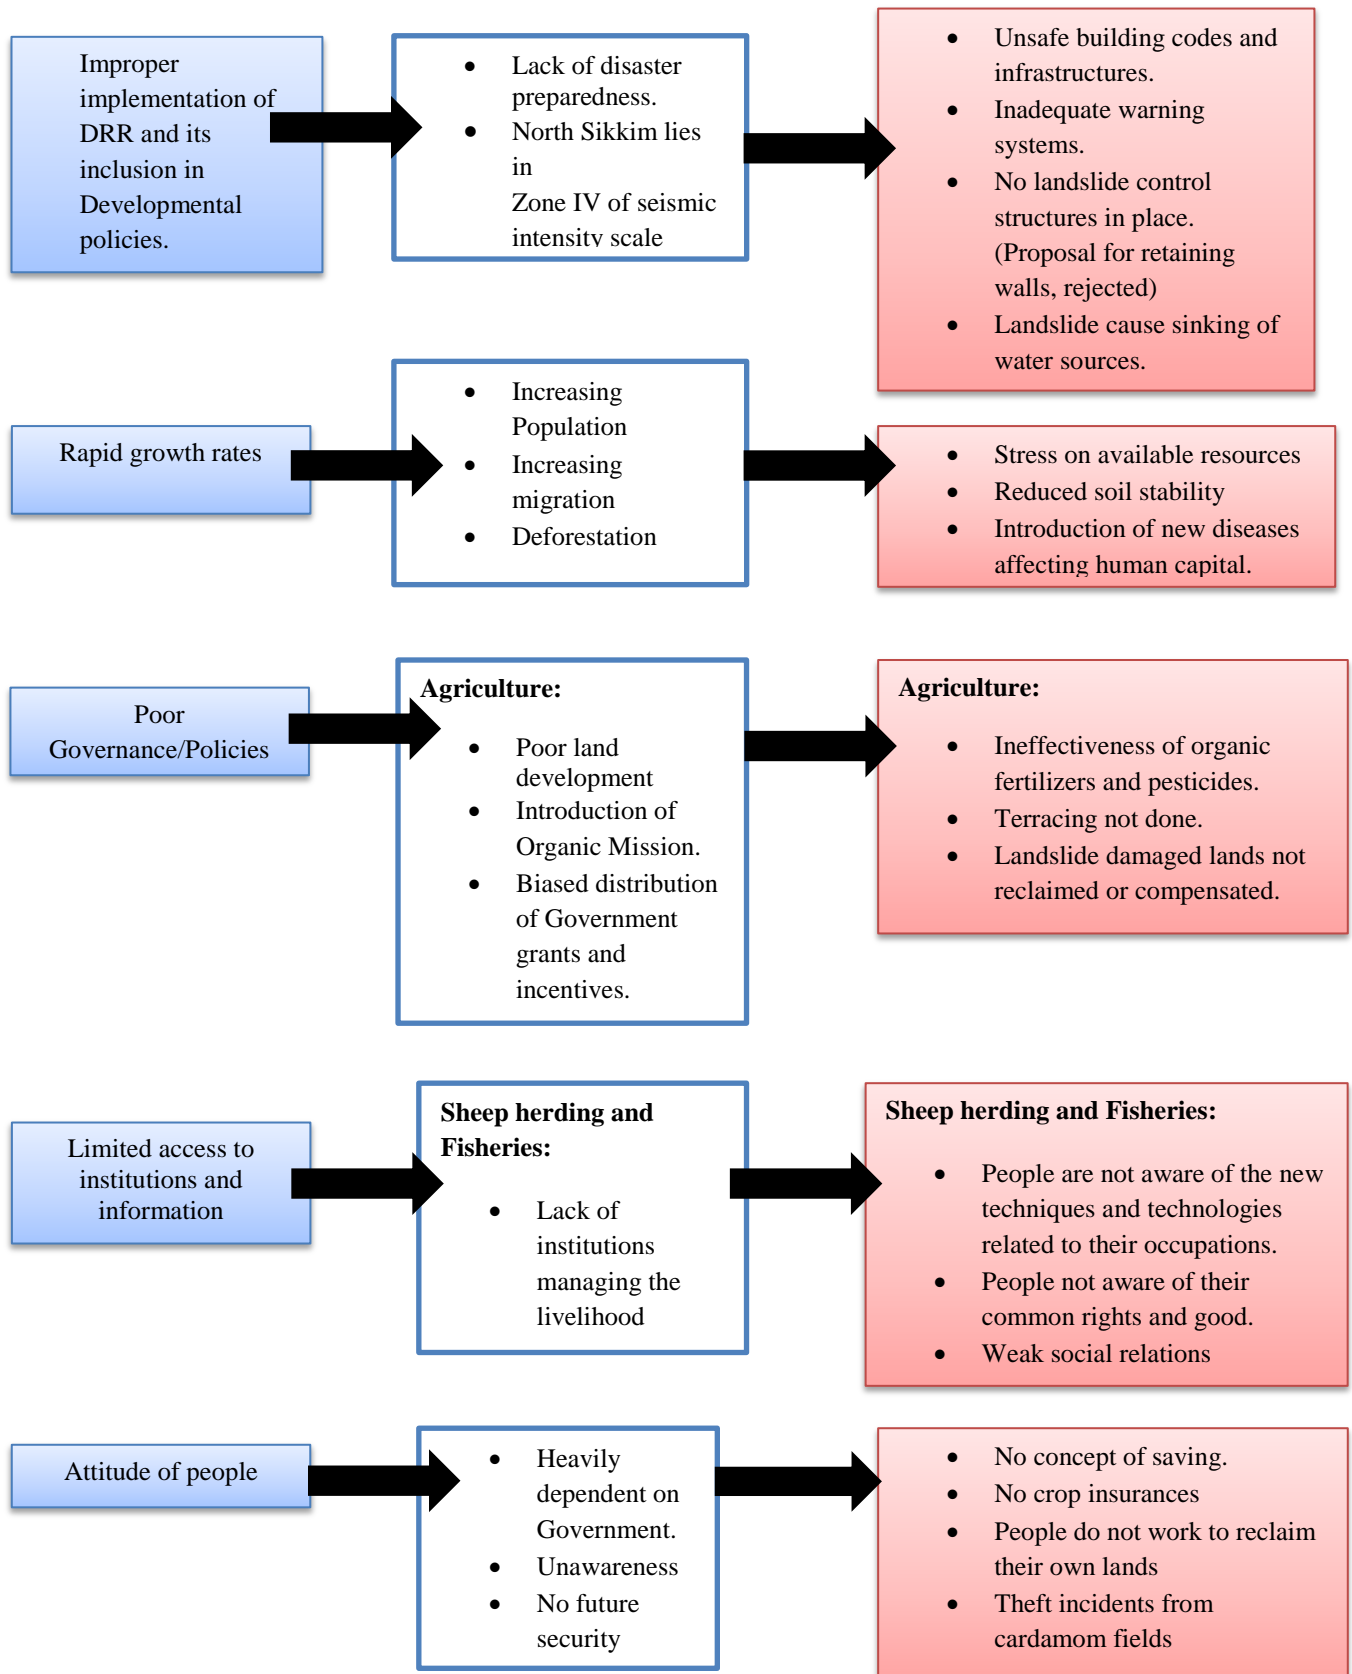 Improper
implementation of
DRR and its
inclusion in
Developmental
policies.
• Lack of disaster
preparedness.
• North Sikkim lies
in
Zone IV of seismic
intensity scale
• Unsafe building codes and
infrastructures.
• Inadequate warning
systems.
• No landslide control
structures in place.
(Proposal for retaining
walls, rejected)
• Landslide cause sinking of
water sources.
Rapid growth rates
• Increasing
Population
• Increasing
migration
• Deforestation
• Stress on available resources
• Reduced soil stability
• Introduction of new diseases
affecting human capital.
Poor
Governance/Policies
Agriculture:
• Poor land
development
• Introduction of
Organic Mission.
• Biased distribution
of Government
grants and
incentives.
Agriculture:
• Ineffectiveness of organic
fertilizers and pesticides.
• Terracing not done.
• Landslide damaged lands not
reclaimed or compensated.
Limited access to
institutions and
information
Sheep herding and
Fisheries:
• Lack of
institutions
managing the
livelihood
Sheep herding and Fisheries:
• People are not aware of the new
techniques and technologies
related to their occupations.
• People not aware of their
common rights and good.
• Weak social relations
Attitude of people
• Heavily
dependent on
Government.
• Unawareness
• No future
security
• No concept of saving.
• No crop insurances
• People do not work to reclaim
their own lands
• Theft incidents from
cardamom fields